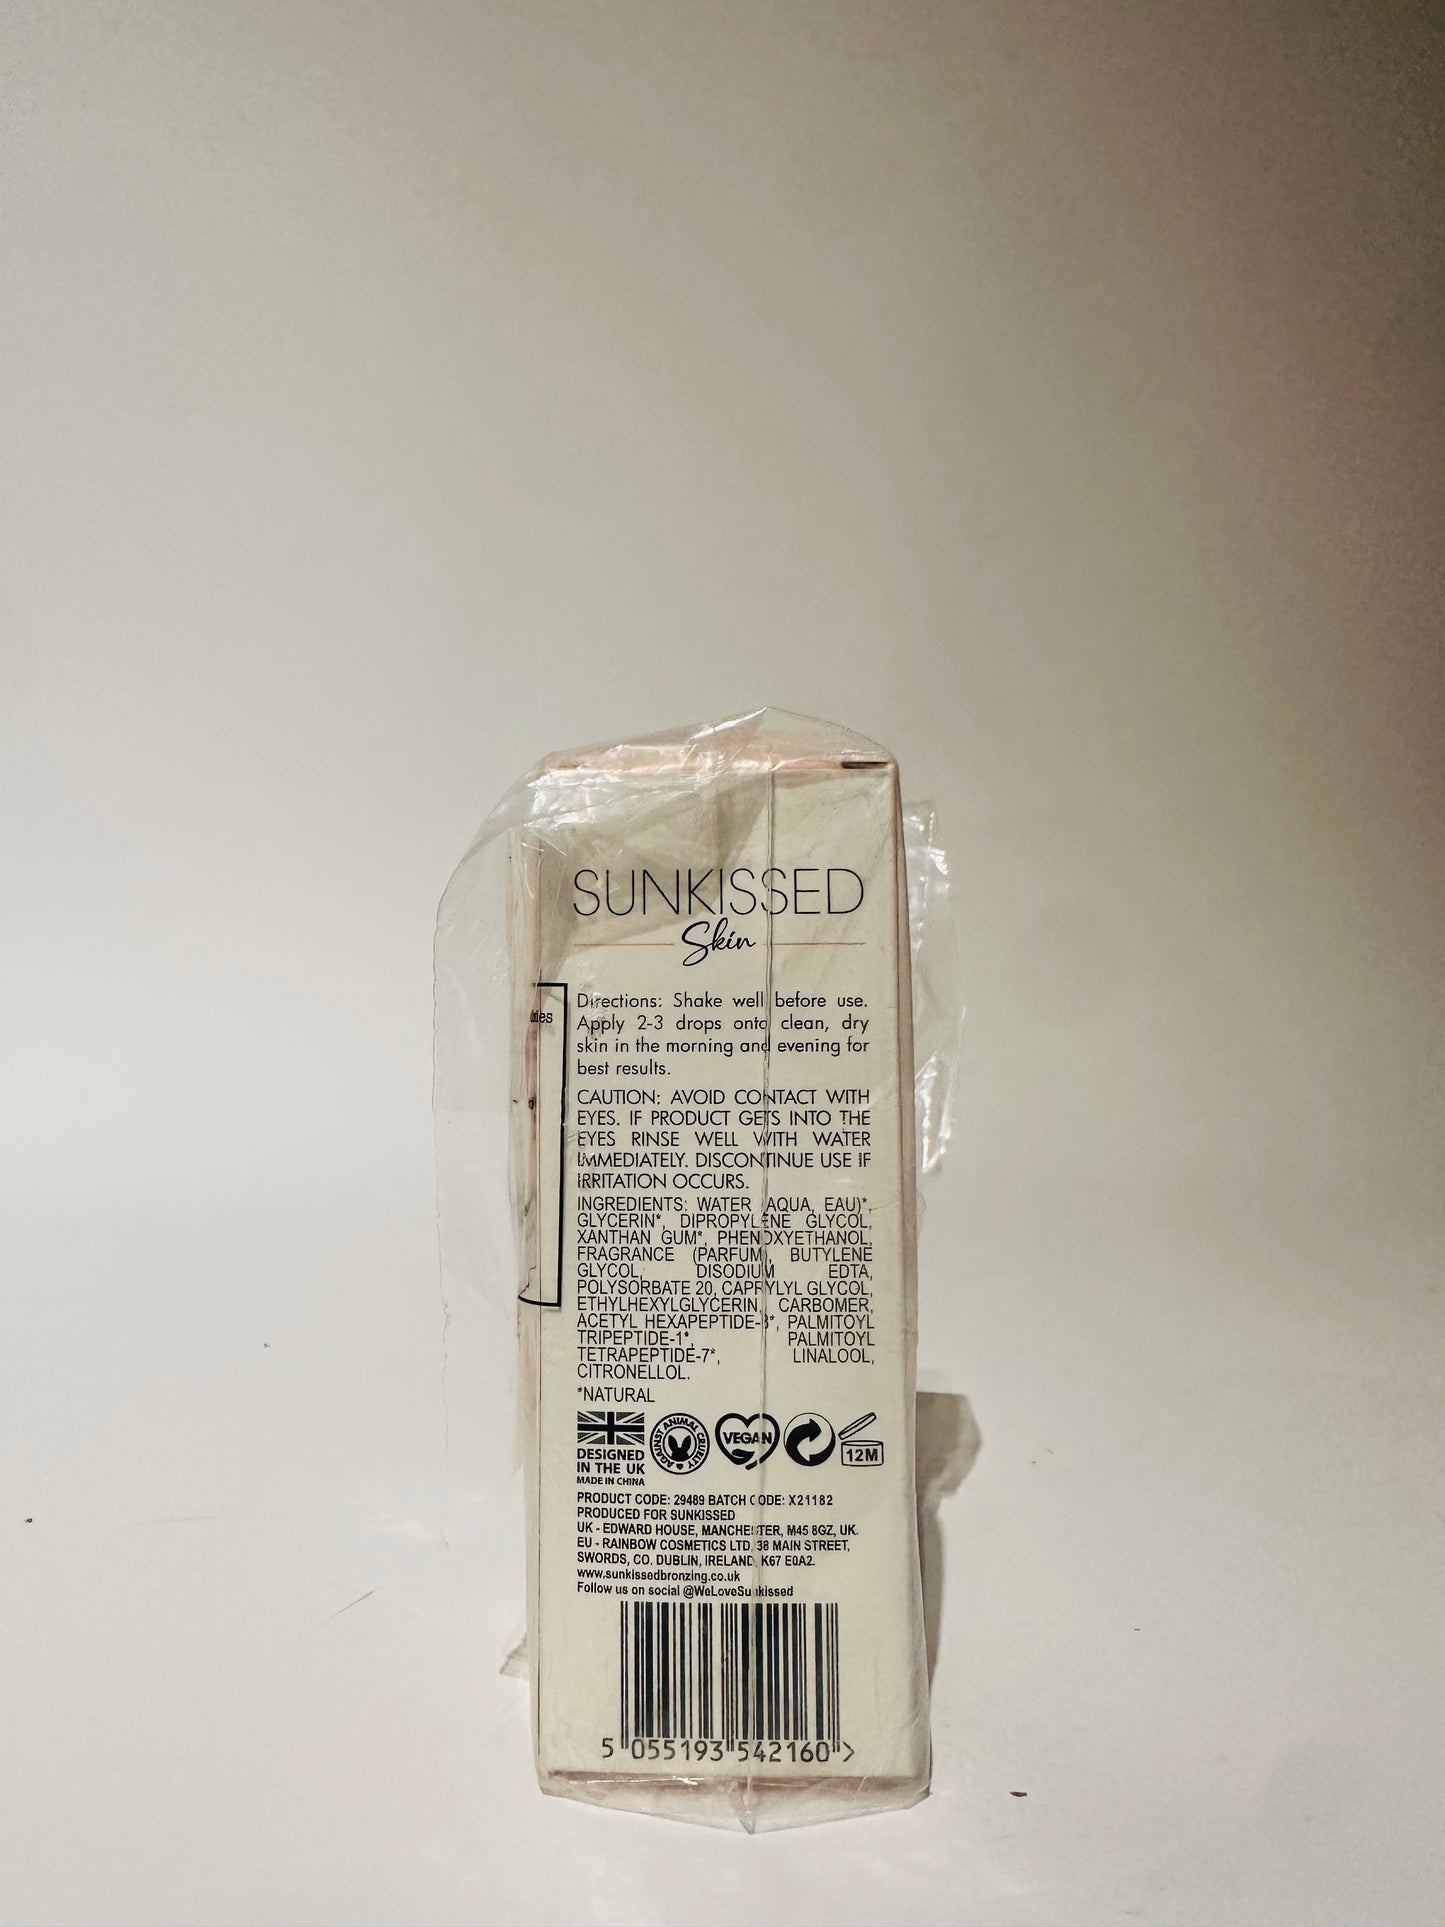 SUNKISSED
Skin
Directions: Shake well before use.
Apply 2-3 drops onto clean, dry
skin in the morning and evening for
best results.
CAUTION: AVOID CONTACT WITH
EYES. IF PRODUCT GETS INTO THE
EYES RINSE WELL WITH WATER
IMMEDIATELY. DISCONTINUE USE IF
IRRITATION OCCURS.
INGREDIENTS: WATER (AQUA, EAU)*,
GLYCERIN*, DIPROPYLENE GLYCOL,
XANTHAN GUM*, PHENOXYETHANOL,
FRAGRANCE (PARFUM), BUTYLENE
GLYCOL, DISODIUM EDTA,
POLYSORBATE 20, CAPRYLYL GLYCOL,
ETHYLHEXYLGLYCERIN, CARBOMER,
ACETYL HEXAPEPTIDE-8*, PALMITOYL
TRIPEPTIDE-1*, PALMITOYL
TETRAPEPTIDE-7*, LINALOOL,
CITRONELLOL.
*NATURAL
DESIGNED
IN THE UK
MADE IN CHINA
AGAINST ANIMAL CRUELTY
VEGAN
12M
PRODUCT CODE: 29489 BATCH CODE: X21182
PRODUCED FOR SUNKISSED
UK - EDWARD HOUSE, MANCHESTER, M45 8GZ, UK.
EU - RAINBOW COSMETICS LTD, 38 MAIN STREET,
SWORDS, CO. DUBLIN, IRELAND, K67 E0A2.
www.sunkissedbronzing.co.uk
Follow us on social @WeLoveSunkissed
5 055193 542160 >